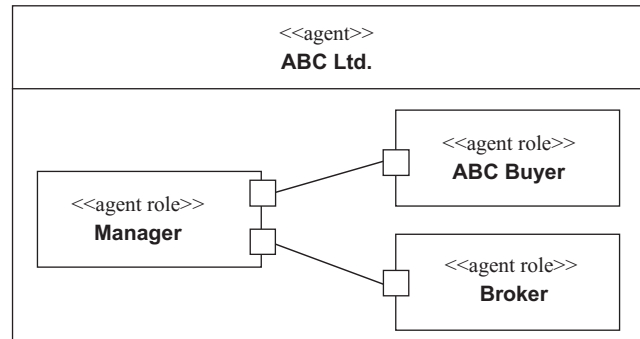 <<agent>>
ABC Ltd.
<<agent role>>
ABC Buyer
<<agent role>>
Manager
<<agent role>>
Broker